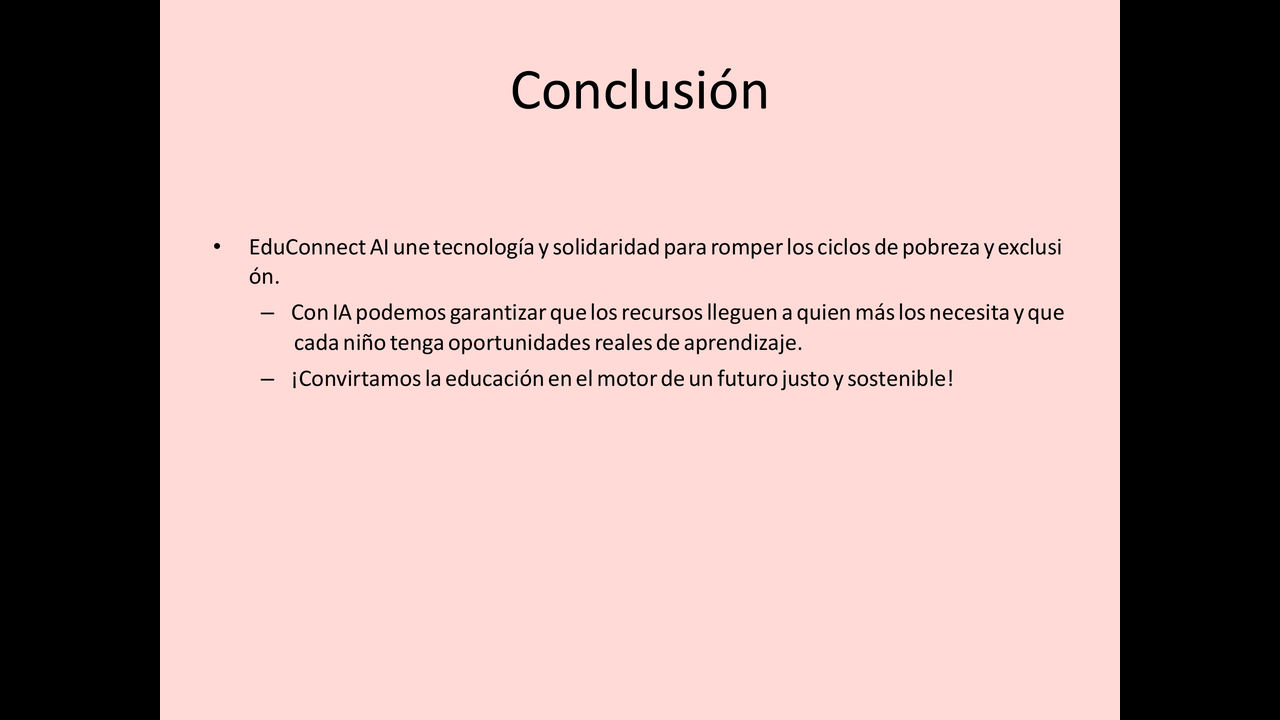 Conclusión
• EduConnect AI une tecnología y solidaridad para romper los ciclos de pobreza y exclusi
ón.
– Con IA podemos garantizar que los recursos lleguen a quien más los necesita y que
cada niño tenga oportunidades reales de aprendizaje.
– ¡Convirtamos la educación en el motor de un futuro justo y sostenible!